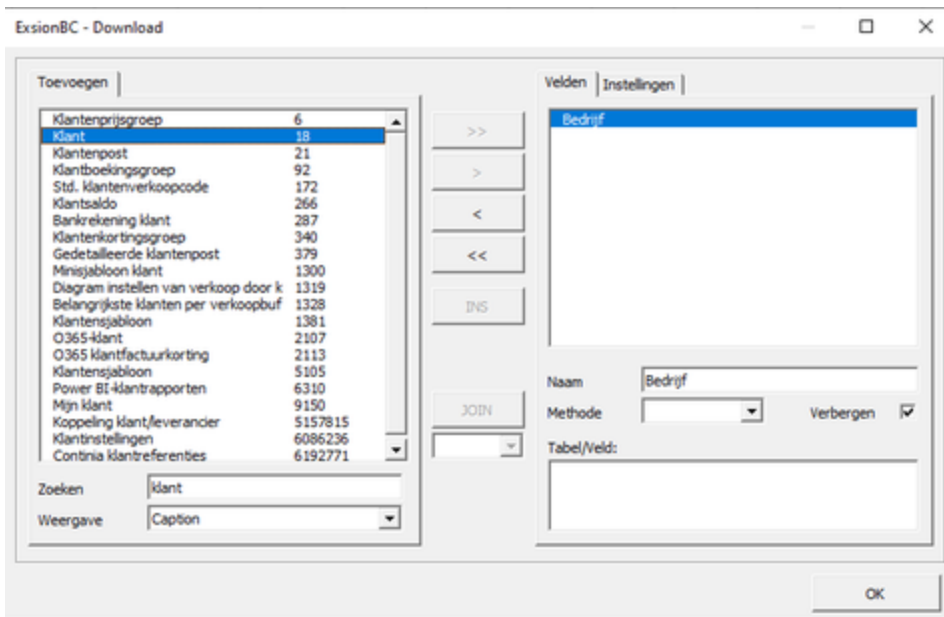 ExsionBC - Download
Toevoegen
Klantenprijsgroep 6
Klant 18
Klantenpost 21
Klantboekingsgroep 92
Std. klantenverkoopcode 172
Klantsaldo 266
Bankrekening klant 287
Klantenkortingsgroep 340
Gedetailleerde klantenpost 379
Minisjabloon klant 1300
Diagram instellen van verkoop door k 1319
Belangrijkste klanten per verkoopbuf 1328
Klantensjabloon 1381
O365-klant 2107
O365 klantfactuurkorting 2113
Klantensjabloon 5105
Power BI-klantrapporten 6310
Mijn klant 9150
Koppeling klant/leverancier 5157815
Klantinstellingen 6086236
Continia klantreferenties 6192771
Zoeken klant
Weergave Caption
>>
>
<
<<
INS
JOIN
Velden Instellingen
Bedrijf
Naam Bedrijf
Methode Verbergen
Tabel/Veld:
OK